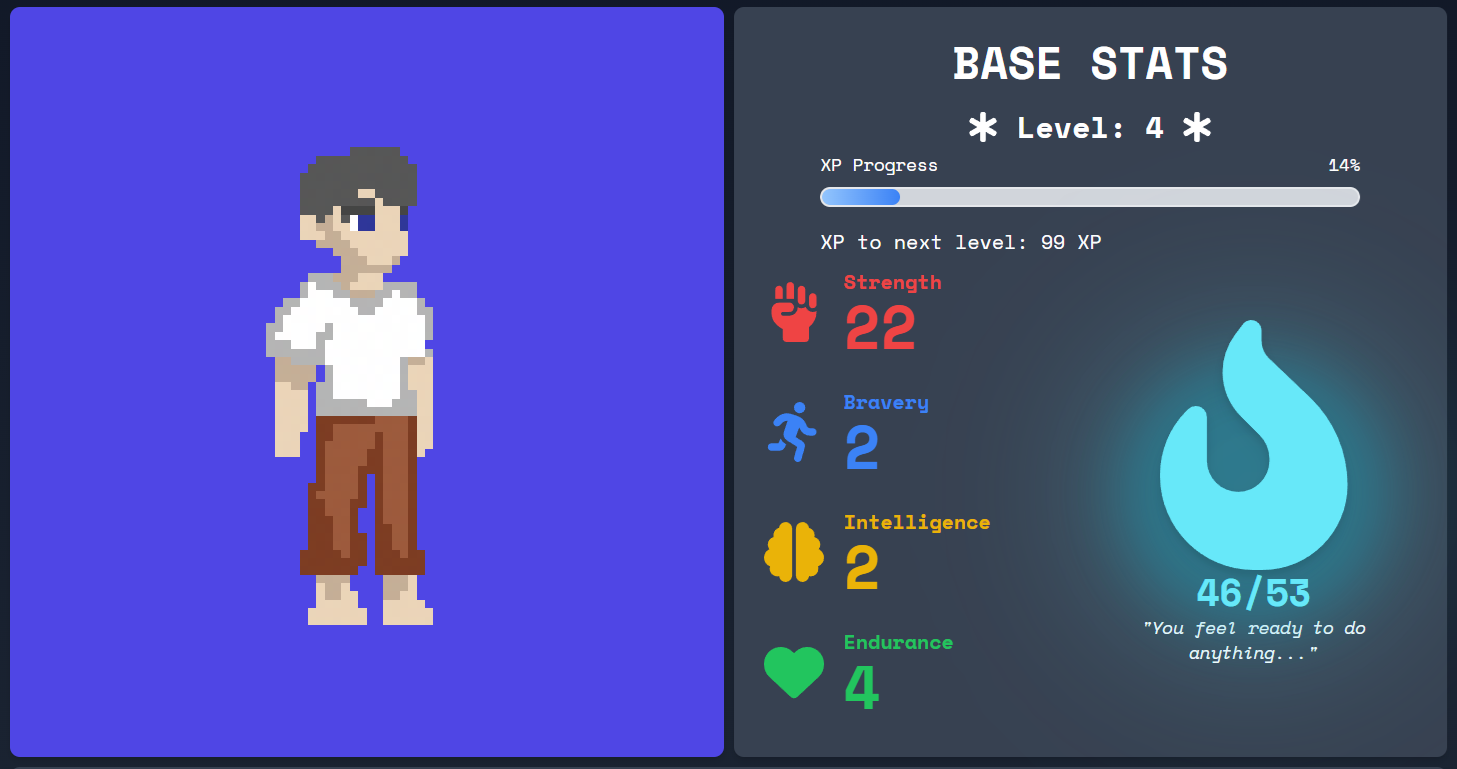 BASE STATS
Level: 4
XP Progress 14%
XP to next level: 99 XP
Strength
22
Bravery
2
Intelligence
2
Endurance
4
46/53
"You feel ready to do
anything..."